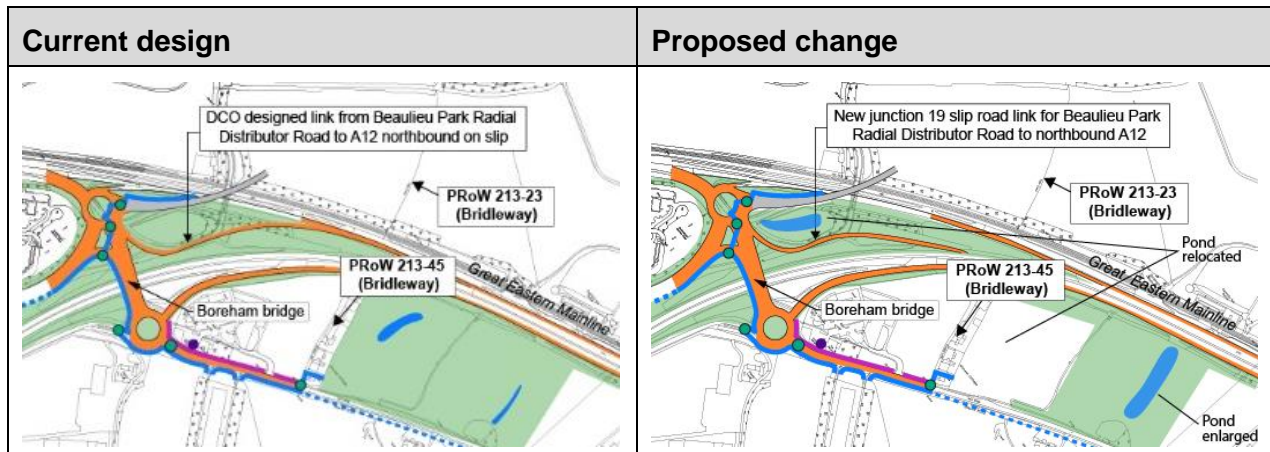 Current design
Proposed change
DCO designed link from Beaulieu Park Radial
Distributor Road to A12 northbound on slip
PRoW 213-23
(Bridleway)
PRoW 213-45
(Bridleway)
Great Eastern Mainline
Boreham bridge
New junction 19 slip road link for Beaulieu Park
Radial Distributor Road to northbound A12
PRoW 213-23
(Bridleway)
Pond
relocated
PRoW 213-45
(Bridleway)
Great Eastern Mainline
Boreham bridge
Pond
enlarged